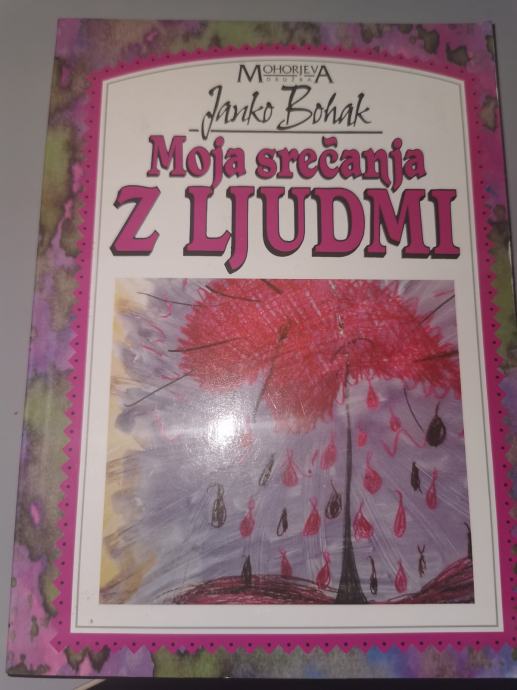 MOHORJEVA
DRUŽBA
Janko Bohak
Moja srečanja
Z LJUDMI